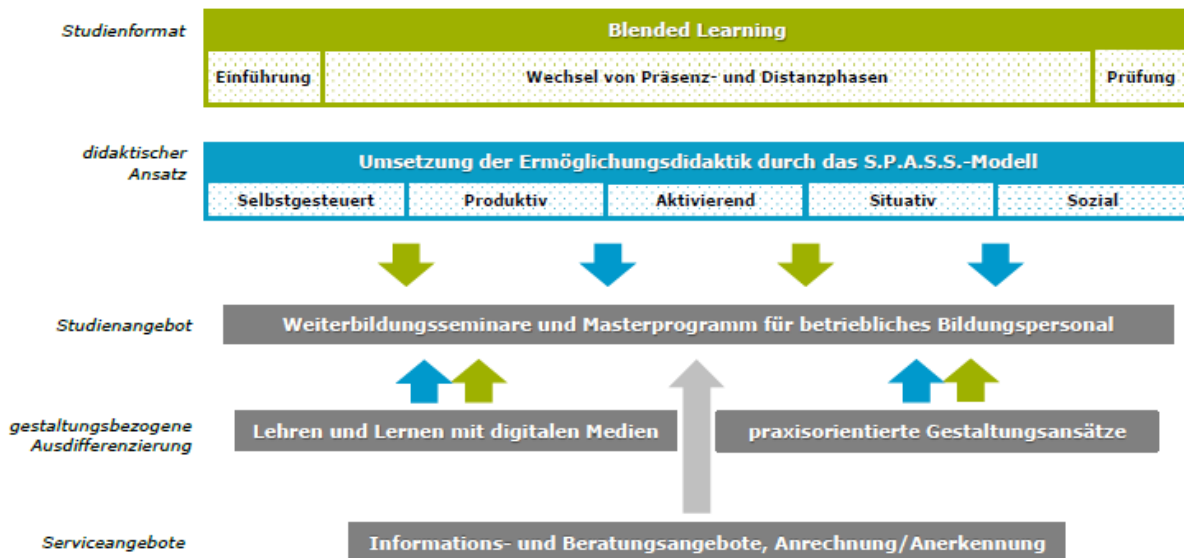 Studienformat
Blended Learning
Einführung
Wechsel von Präsenz- und Distanzphasen
Prüfung
didaktischer
Ansatz
Umsetzung der Ermöglichungsdidaktik durch das S.P.A.S.S.-Modell
Selbstgesteuert
Produktiv
Aktivierend
Situativ
Sozial
Studienangebot
Weiterbildungsseminare und Masterprogramm für betriebliches Bildungspersonal
gestaltungsbezogene
Ausdifferenzierung
Lehren und Lernen mit digitalen Medien
praxisorientierte Gestaltungsansätze
Serviceangebote
Informations- und Beratungsangebote, Anrechnung/Anerkennung